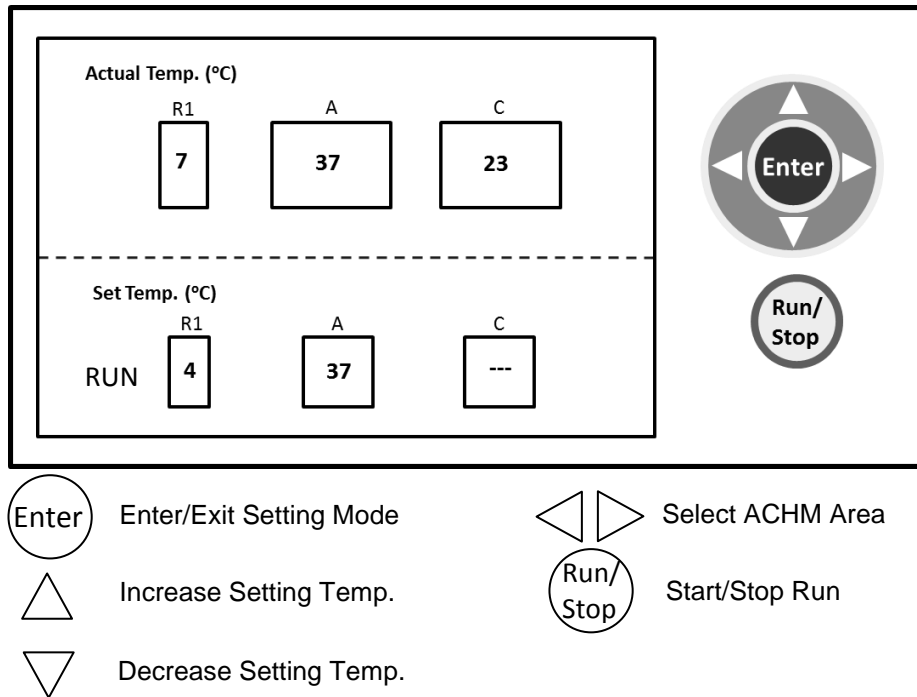 Actual Temp. (ºC)
R1 A C
7 37 23
Enter
Set Temp. (ºC)
R1 A C
RUN 4 37 ---
Run/
Stop
Enter Enter/Exit Setting Mode
Select ACHM Area
Increase Setting Temp.
Run/
Stop
Start/Stop Run
Decrease Setting Temp.